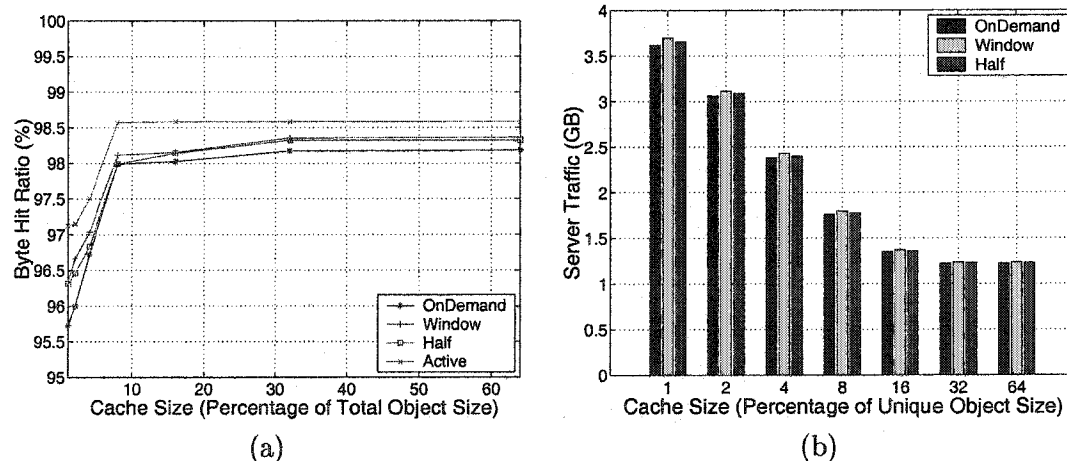 100
99.5
99
98.5
98
97.5
97
96.5
96
95.5
95
Byte Hit Ratio (%)
10 20 30 40 50 60
Cache Size (Percentage of Total Object Size)
OnDemand
Window
Half
Active
(a)
4
3.5
3
2.5
2
1.5
1
0.5
0
Server Traffic (GB)
1 2 4 8 16 32 64
Cache Size (Percentage of Unique Object Size)
OnDemand
Window
Half
(b)